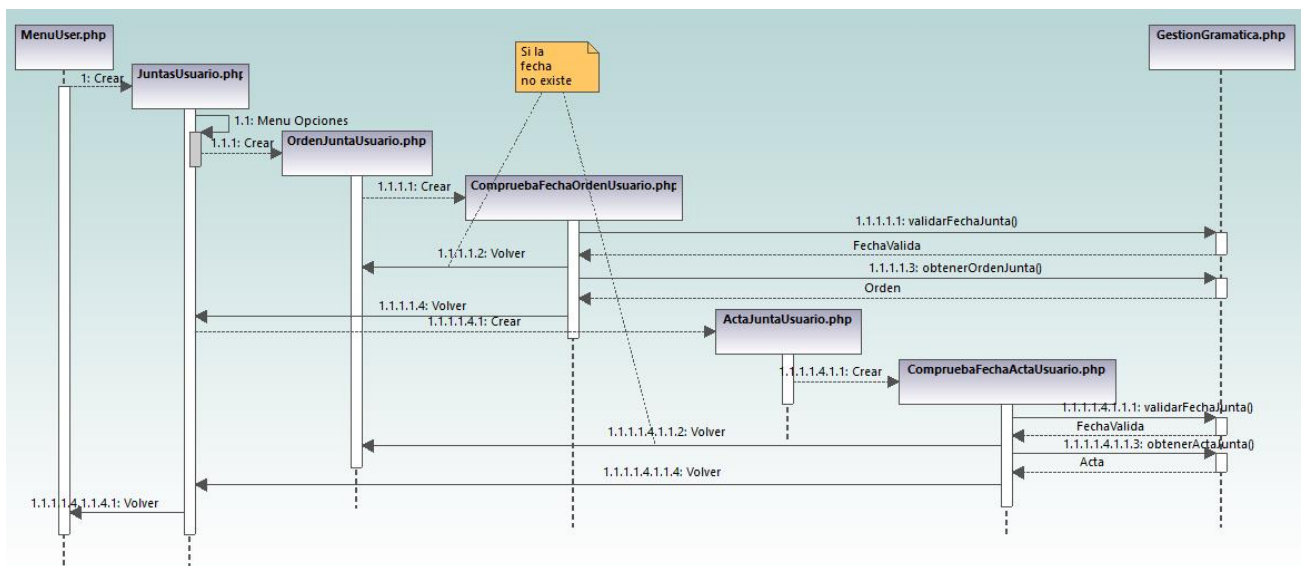 MenuUser.php
GestionGramatica.php
Si la
fecha
no existe
1: Crear
JuntasUsuario.php
1.1: Menu Opciones
1.1.1: Crear
OrdenJuntaUsuario.php
1.1.1.1: Crear
CompruebaFechaOrdenUsuario.php
1.1.1.1.1: validarFechaJunta()
FechaValida
1.1.1.1.2: Volver
1.1.1.1.3: obtenerOrdenJunta()
Orden
1.1.1.1.4: Volver
1.1.1.1.4.1: Crear
ActaJuntaUsuario.php
1.1.1.1.4.1.1: Crear
CompruebaFechaActaUsuario.php
1.1.1.1.4.1.1.1: validarFechaJunta()
FechaValida
1.1.1.1.4.1.1.2: Volver
1.1.1.1.4.1.1.3: obtenerActaJunta()
Acta
1.1.1.1.4.1.1.4: Volver
1.1.1.1.4.1.1.4.1: Volver